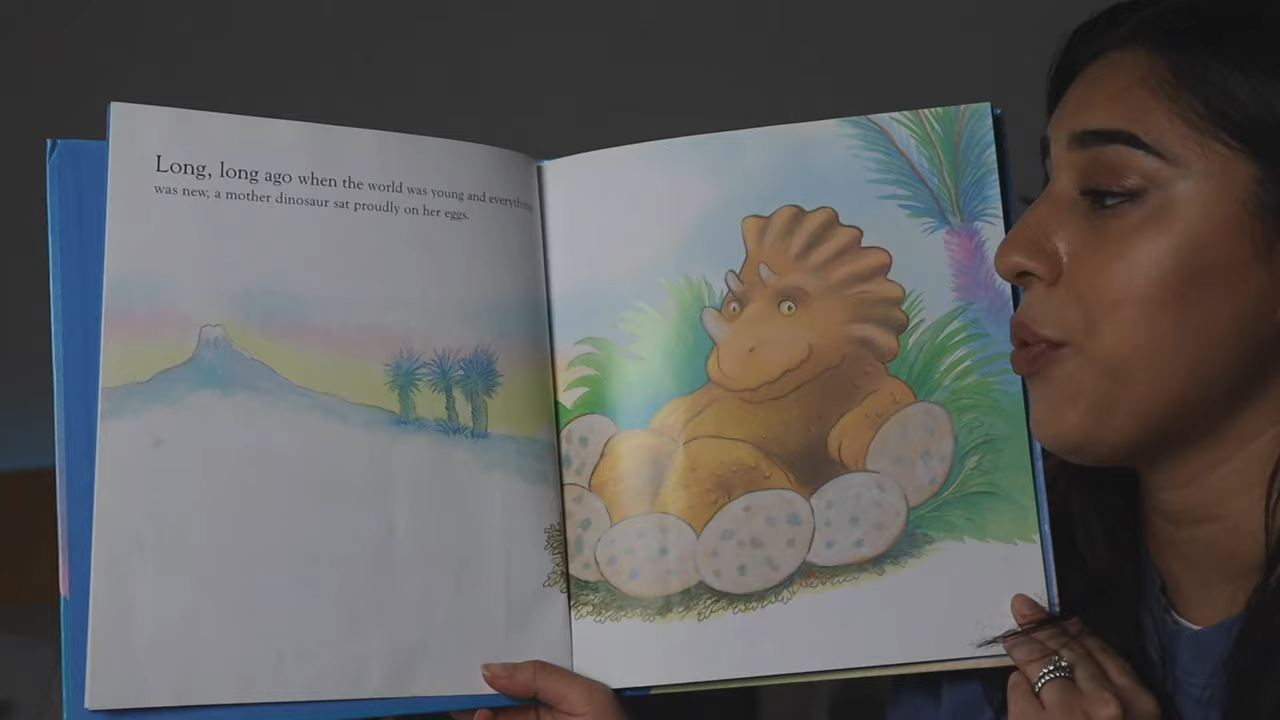 Long, long ago when the world was young and everything
was new, a mother dinosaur sat proudly on her eggs.